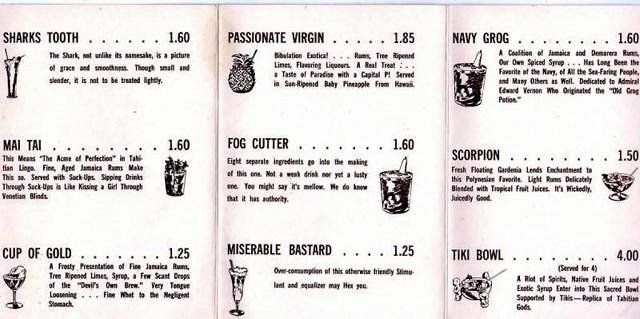 SHARKS TOOTH . . . . . . 1.60
The Shark, not unlike its namesake, is a picture
of grace and smoothness. Though small and
slender, it is not to be treated lightly.
MAI TAI . . . . . . . . . 1.60
This Means "The Acme of Perfection" in Tahi-
tian Lingo. Fine, Aged Jamaica Rums Make
This so. Served with Suck-Ups. Sipping Drinks
Through Suck-Ups is Like Kissing a Girl Through
Venetian Blinds.
CUP OF GOLD . . . . . . 1.25
A Frosty Presentation of Fine Jamaica Rums,
Tree Ripened Limes, Syrup, a Few Scant Drops
of the "Devil's Own Brew." Very Tongue
Loosening . . . Fine Whet to the Negligent
Stomach.
PASSIONATE VIRGIN . . . . 1.85
Bibulation Exotica! . . . Rums, Tree Ripened
Limes, Flavoring Liqueurs. A Real Treat . . .
a Taste of Paradise with a Capital P! Served
in Sun-Ripened Baby Pineapple From Hawaii.
FOG CUTTER . . . . . . . 1.60
Eight separate ingredients go into the making
of this one. Not a weak drink nor yet a lusty
one. You might say it's mellow. We do know
that it has authority.
MISERABLE BASTARD . . . . 1.25
Over-consumption of this otherwise friendly Stimu-
lant and equalizer may Hex you.
NAVY GROG . . . . . . . . 1.60
A Coalition of Jamaica and Demarera Rums,
Our Own Spiced Syrup . . . Has Long Been the
Favorite of the Navy, of All the Sea-Faring People,
and Many Others as Well. Dedicated to Admiral
Edward Vernon Who Originated the "Old Grog
Potion."
SCORPION . . . . . . . . 1.50
Fresh Floating Gardenia Lends Enchantment to
this Polynesian Favorite. Light Rums Delicately
Blended with Tropical Fruit Juices. It's Wickedly,
Juicedly Good.
TIKI BOWL . . . . . . . . 4.00
(Served for 4)
A Riot of Spirits, Native Fruit Juices and
Exotic Syrup Enter into This Sacred Bowl
Supported by Tikis—Replica of Tahitian
Gods.